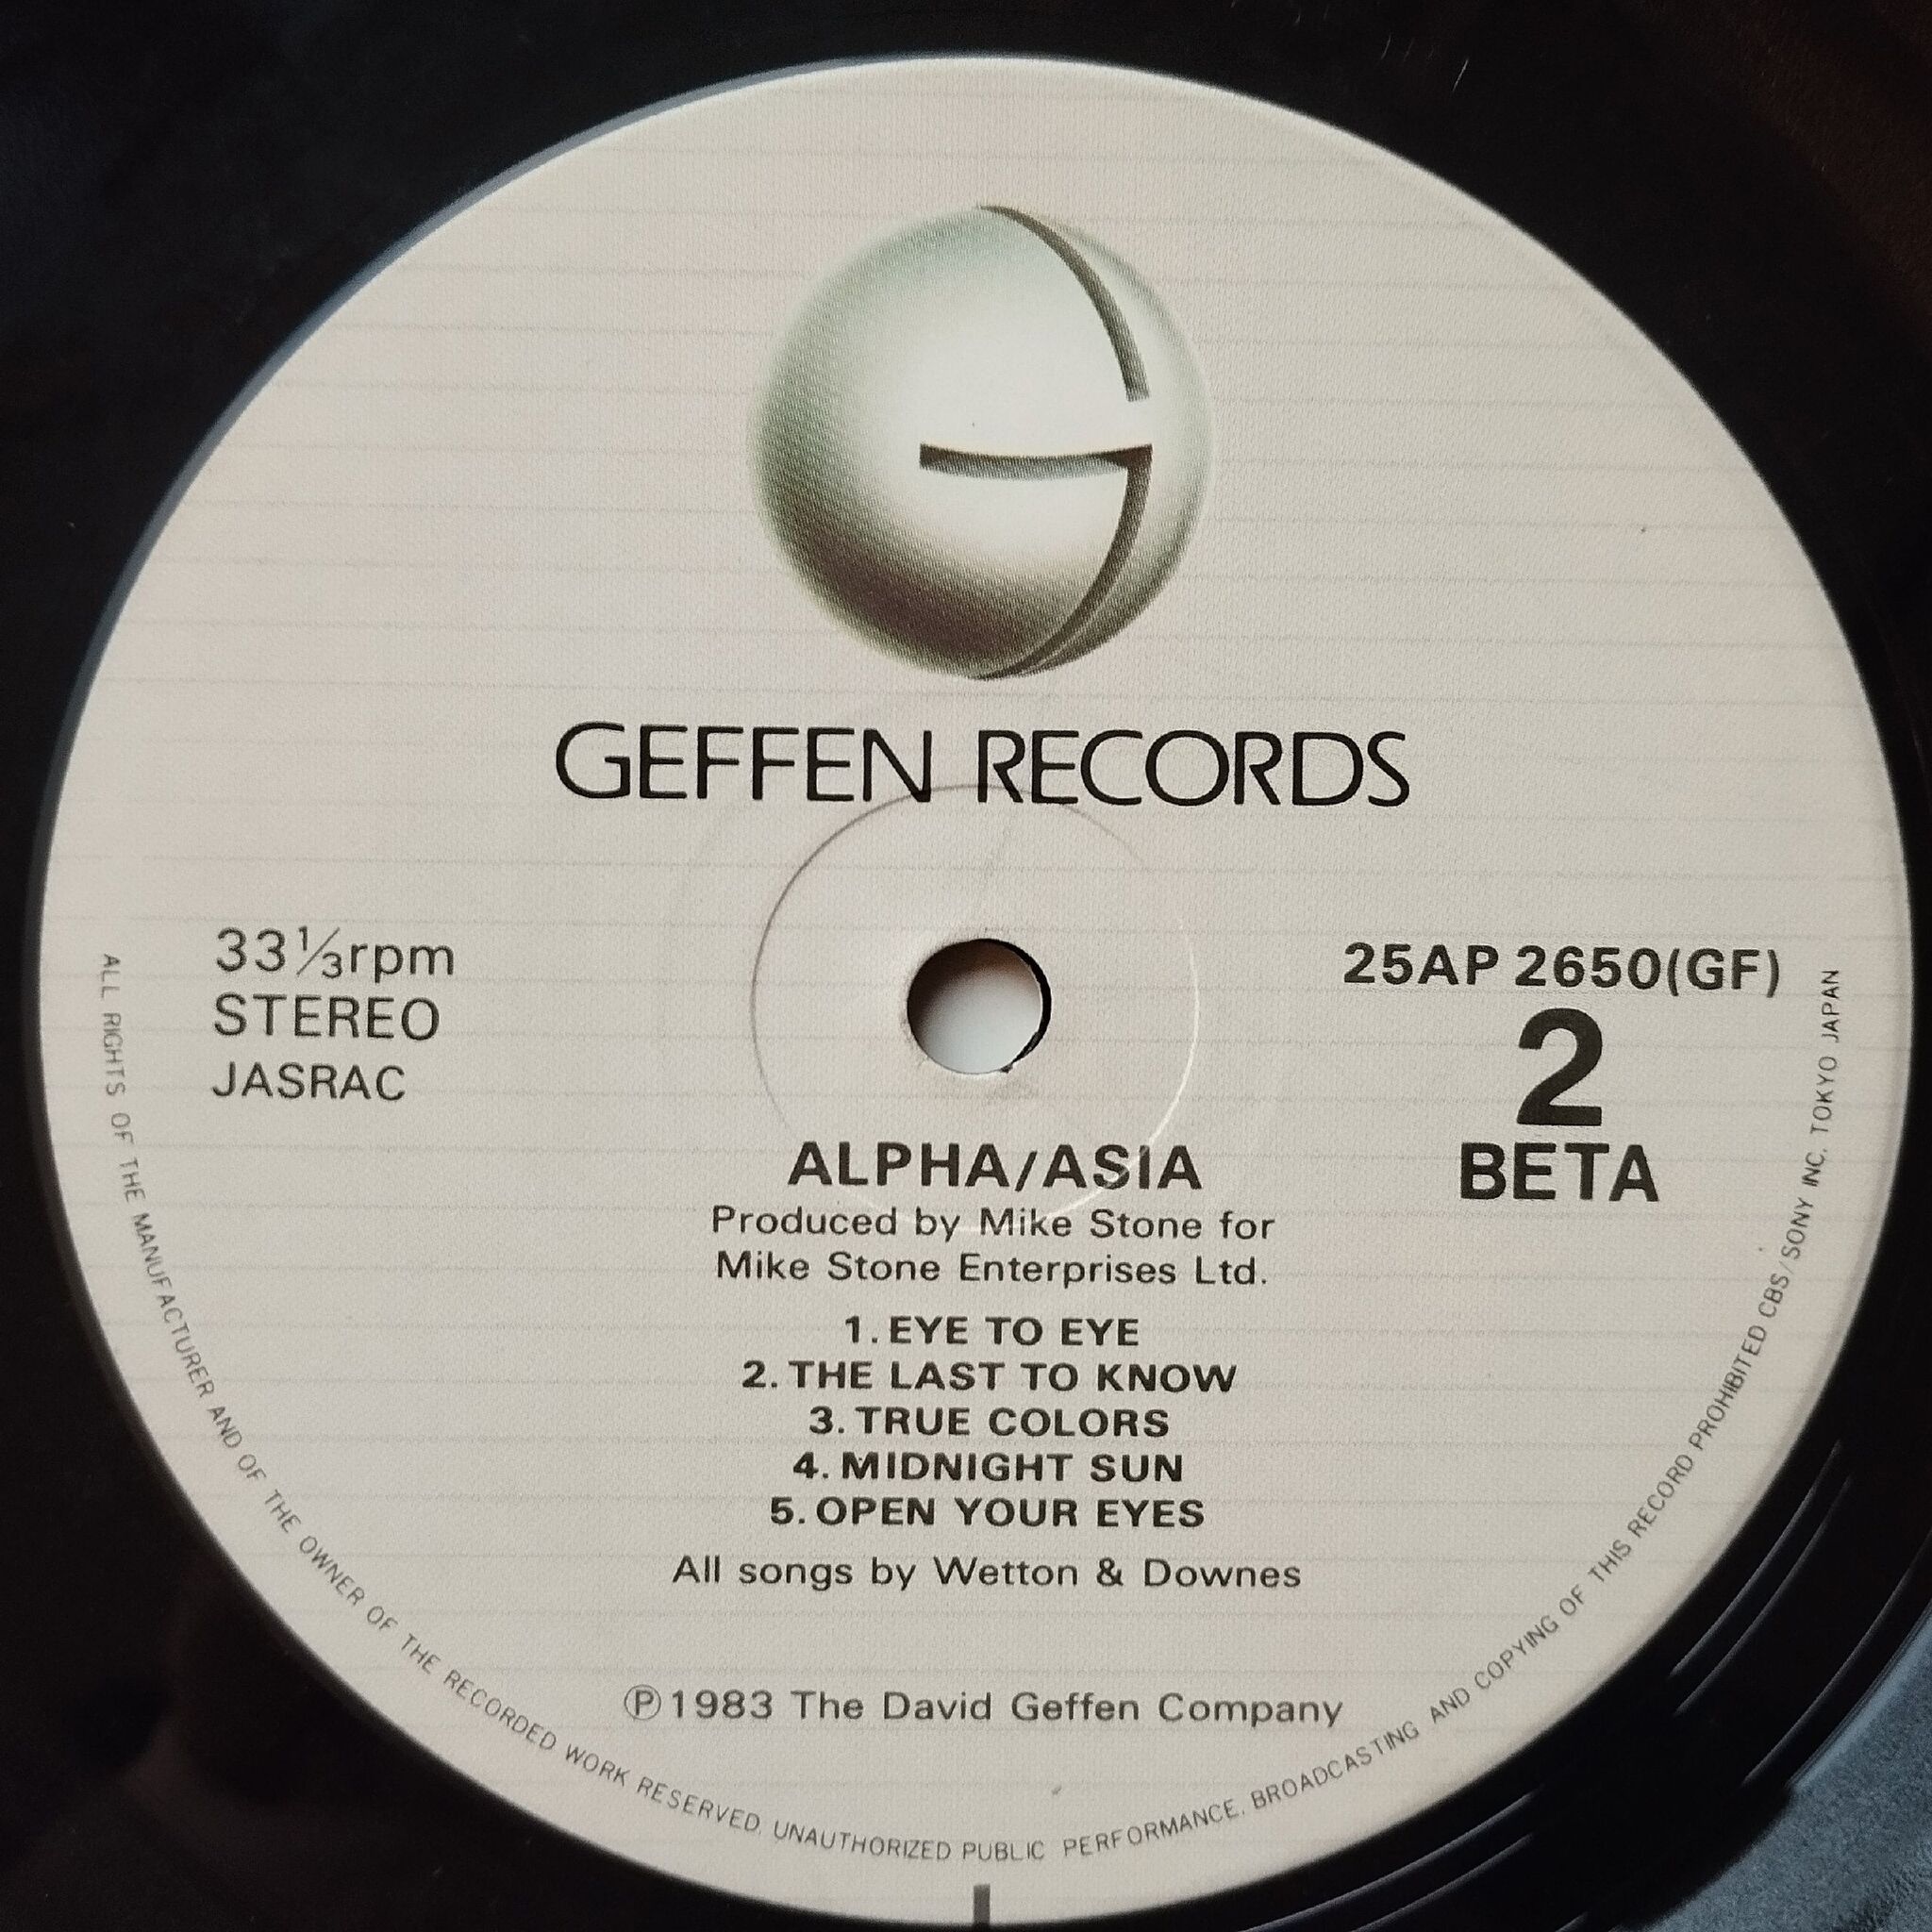 GEFFEN RECORDS
33⅓rpm
STEREO
JASRAC
25AP 2650(GF)
2
BETA
ALPHA/ASIA
Produced by Mike Stone for
Mike Stone Enterprises Ltd.
1. EYE TO EYE
2. THE LAST TO KNOW
3. TRUE COLORS
4. MIDNIGHT SUN
5. OPEN YOUR EYES
All songs by Wetton & Downes
Ⓟ1983 The David Geffen Company
ALL RIGHTS OF THE MANUFACTURER AND OF THE OWNER OF THE RECORDED WORK RESERVED. UNAUTHORIZED PUBLIC PERFORMANCE, BROADCASTING AND COPYING OF THIS RECORD PROHIBITED CBS/SONY INC. TOKYO JAPAN